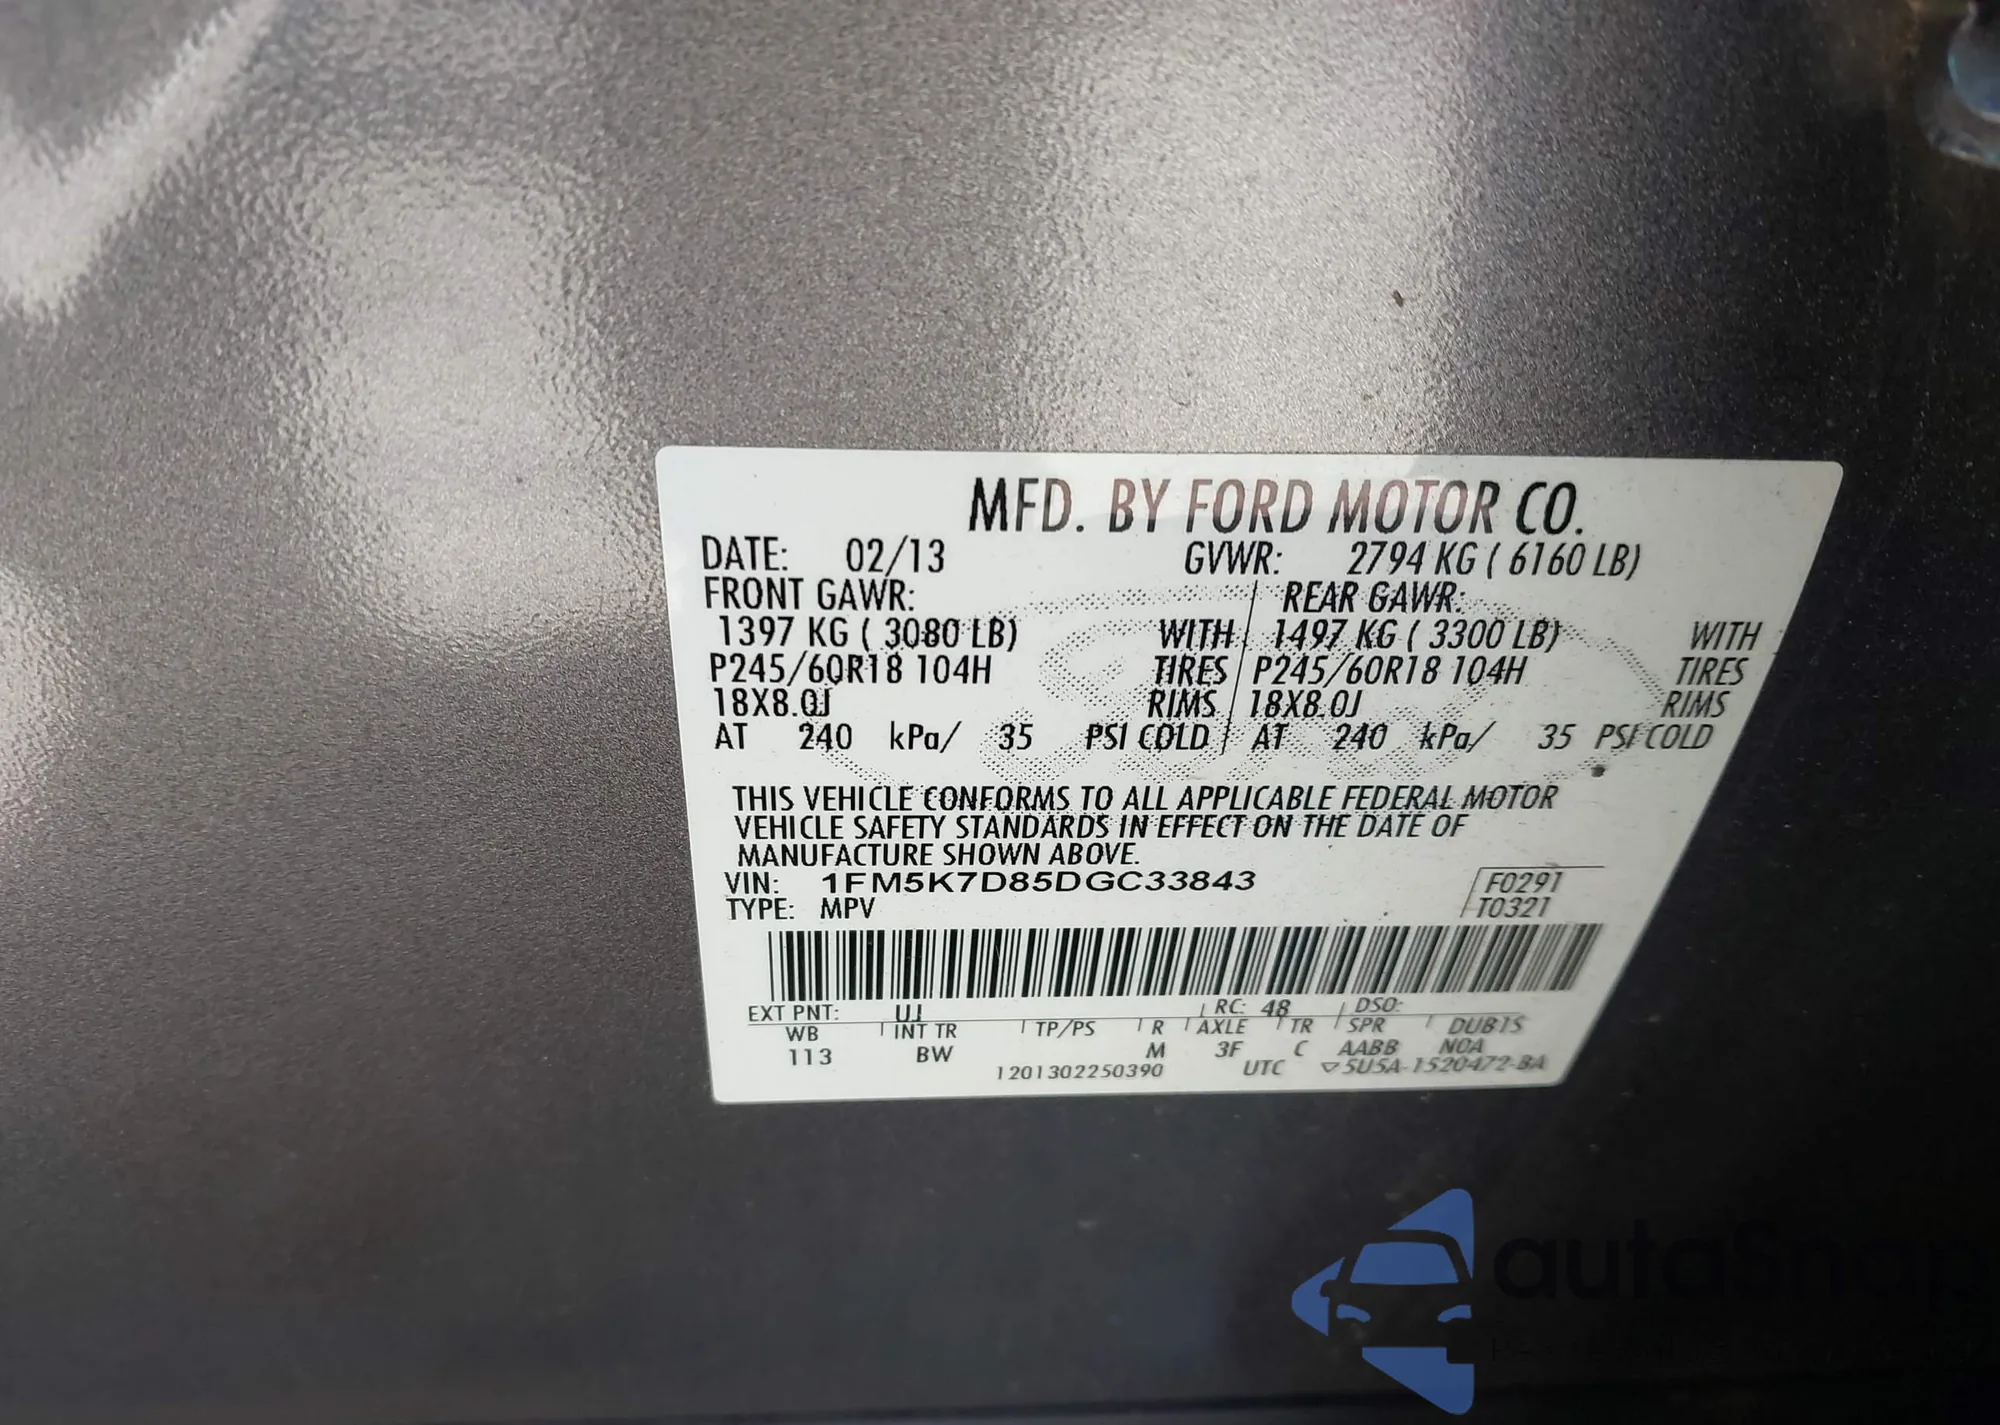 MFD. BY FORD MOTOR CO.
DATE: 02/13 GVWR: 2794 KG ( 6160 LB)
FRONT GAWR: REAR GAWR:
1397 KG ( 3080 LB) WITH 1497 KG ( 3300 LB) WITH
P245/60R18 104H TIRES P245/60R18 104H TIRES
18X8.0J RIMS 18X8.0J RIMS
AT 240 kPa/ 35 PSI COLD AT 240 kPa/ 35 PSI COLD
THIS VEHICLE CONFORMS TO ALL APPLICABLE FEDERAL MOTOR
VEHICLE SAFETY STANDARDS IN EFFECT ON THE DATE OF
MANUFACTURE SHOWN ABOVE.
VIN: 1FM5K7D85DGC33843 F0291
TYPE: MPV T0321
EXT PNT: UJ RC: 48 DSO:
WB INT TR TP/PS R AXLE TR SPR DUB1S
113 BW M 3F C AABB N0A
1201302250390 UTC ▽5U5A-1520472-BA
autaSnap